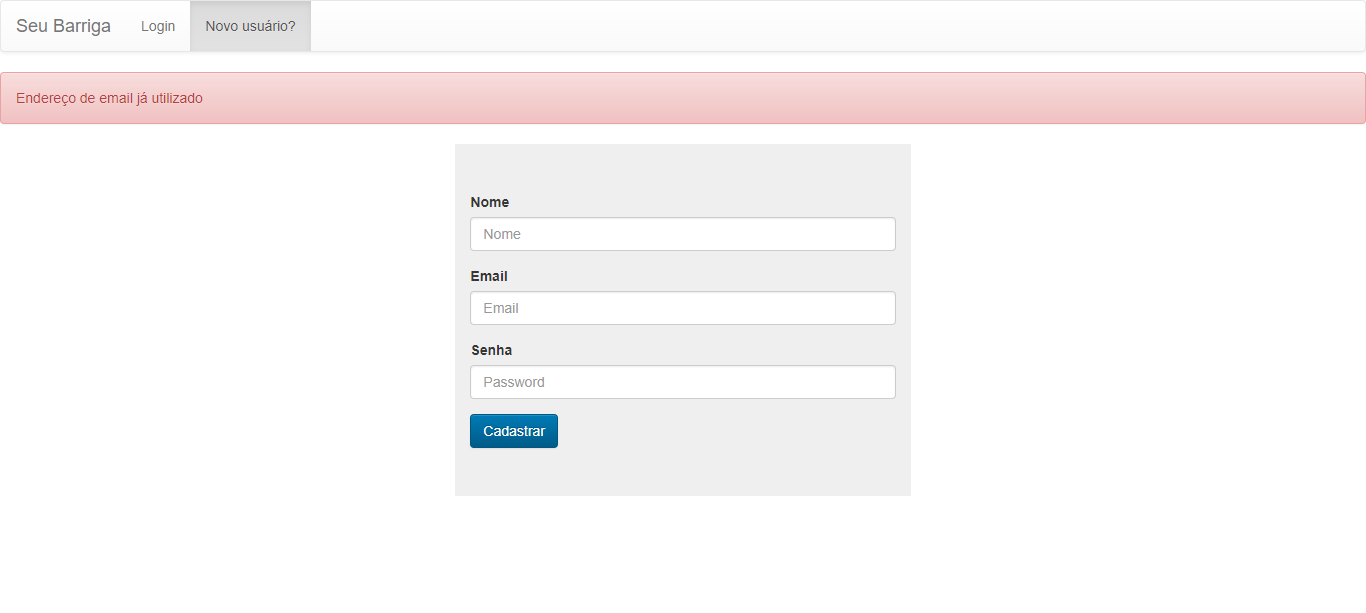 Seu Barriga Login Novo usuário?
Endereço de email já utilizado
Nome
Nome
Email
Email
Senha
Password
Cadastrar